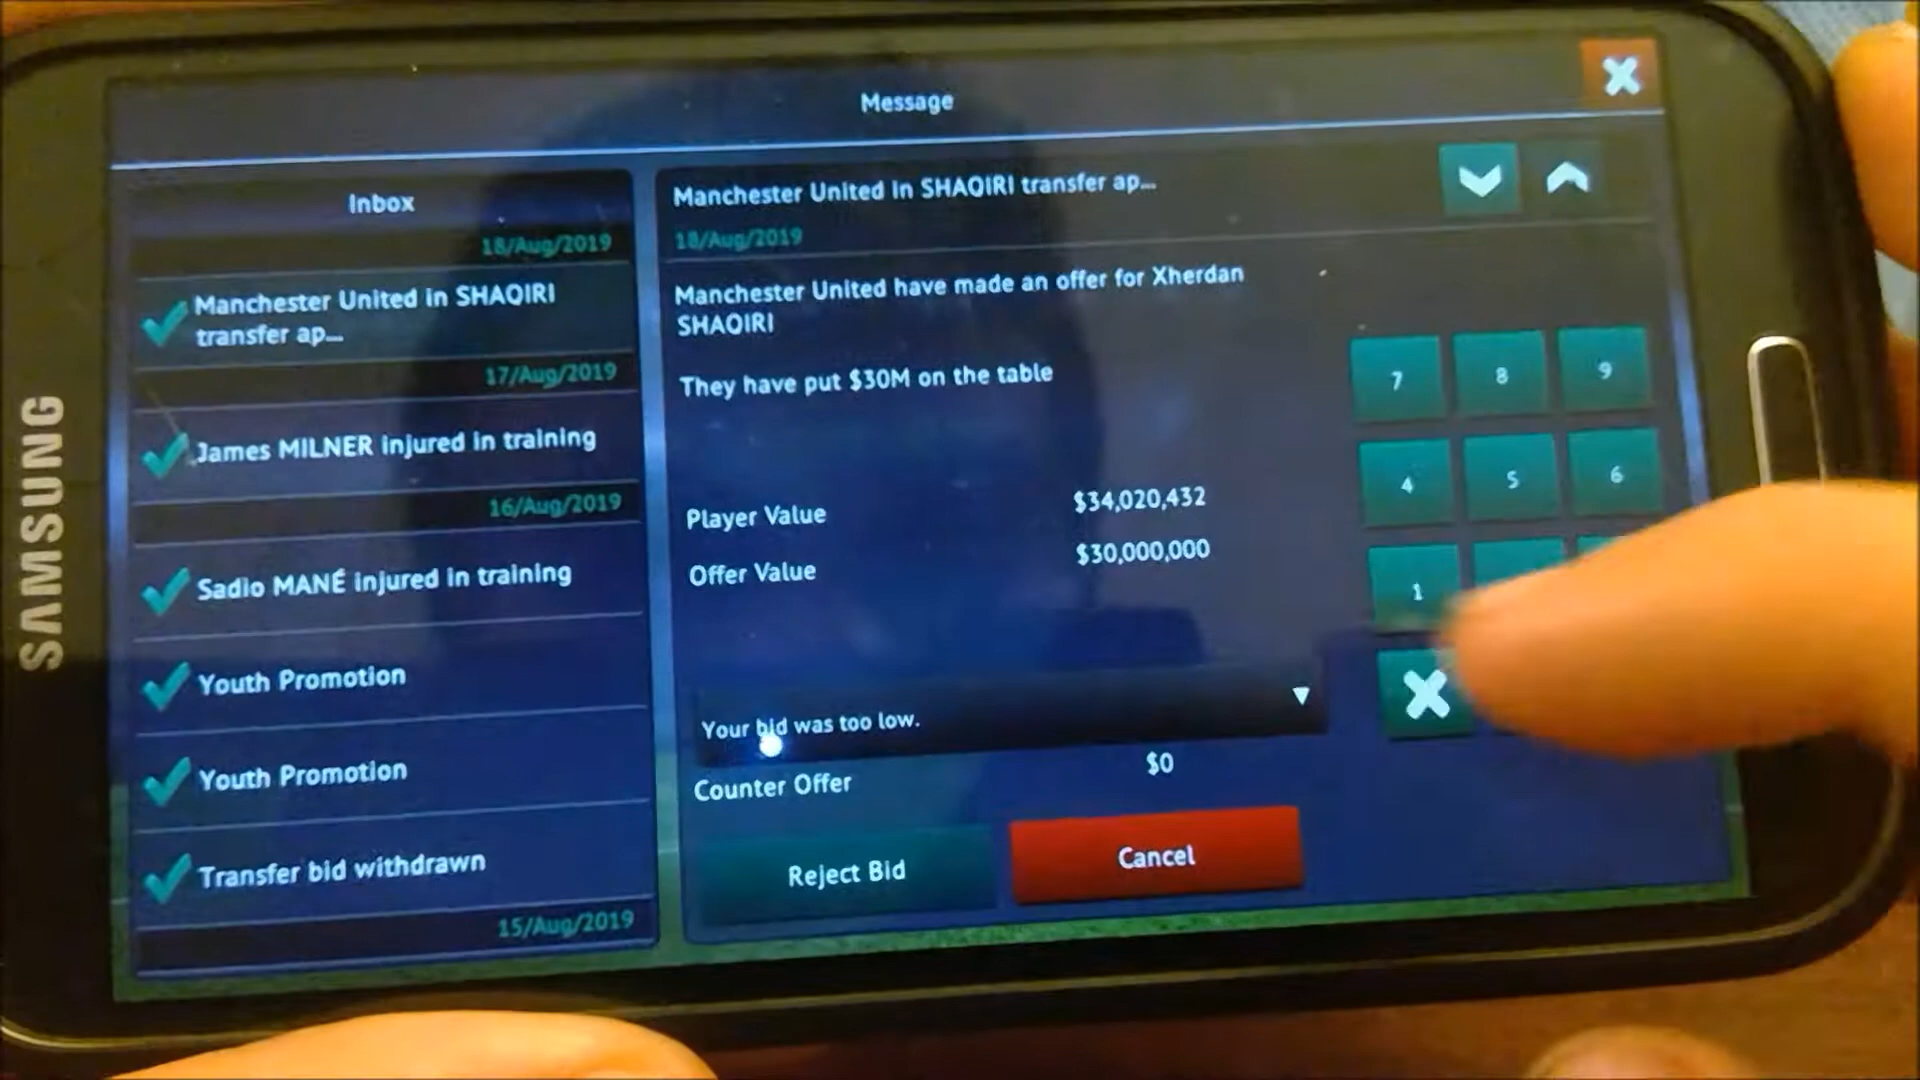 SAMSUNG
Message
Inbox
18/Aug/2019
Manchester United in SHAQIRI
transfer ap...
17/Aug/2019
James MILNER injured in training
16/Aug/2019
Sadio MANÉ injured in training
Youth Promotion
Youth Promotion
Transfer bid withdrawn
15/Aug/2019
Manchester United in SHAQIRI transfer ap...
18/Aug/2019
Manchester United have made an offer for Xherdan
SHAQIRI
They have put $30M on the table
Player Value $34,020,432
Offer Value $30,000,000
Your bid was too low.
Counter Offer $0
Reject Bid Cancel
7 8 9
4 5 6
1